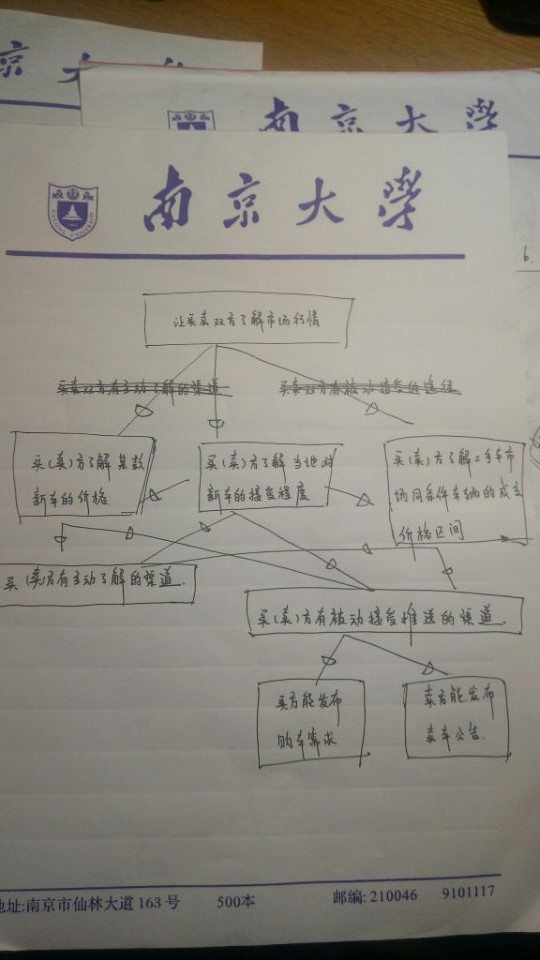 京 大
南 京 大 學
南 京 大 學
让买卖双方了解市场行情
买卖双方有主动了解的渠道
买卖双方有被动接受的途径
买(卖)方了解某款
新车的价格
买(卖)方了解当地对
新车的接受程度
买(卖)方了解二手车市
场同条件车辆的成交
价格区间
买(卖)方有主动了解的渠道.
买(卖)方有被动接受推送的渠道.
买方能发布
购车需求
卖方能发布
卖车公告.
地址:南京市仙林大道 163 号 500本 邮编: 210046 9101117